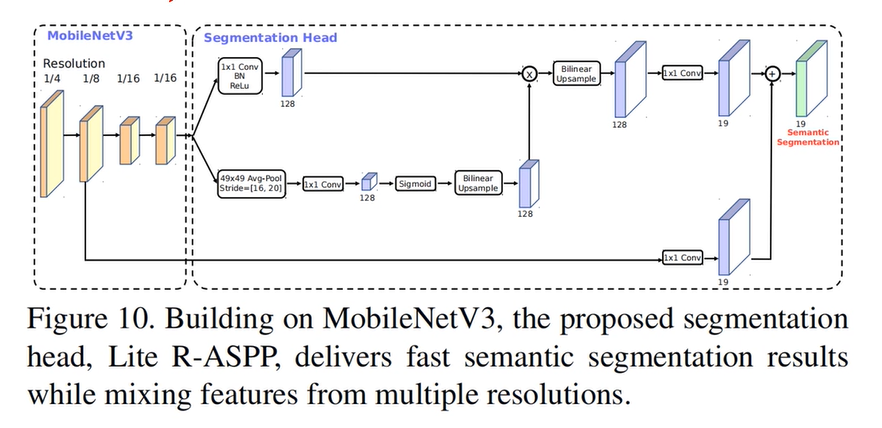 MobileNetV3
Segmentation Head
Resolution
1/4 1/8 1/16 1/16
1x1 Conv
BN
ReLu
128
x
Bilinear
Upsample
128
1x1 Conv
19
+
19
Semantic
Segmentation
49x49 Avg-Pool
Stride=[16, 20]
1x1 Conv
128
Sigmoid
Bilinear
Upsample
128
1x1 Conv
19
Figure 10. Building on MobileNetV3, the proposed segmentation
head, Lite R-ASPP, delivers fast semantic segmentation results
while mixing features from multiple resolutions.